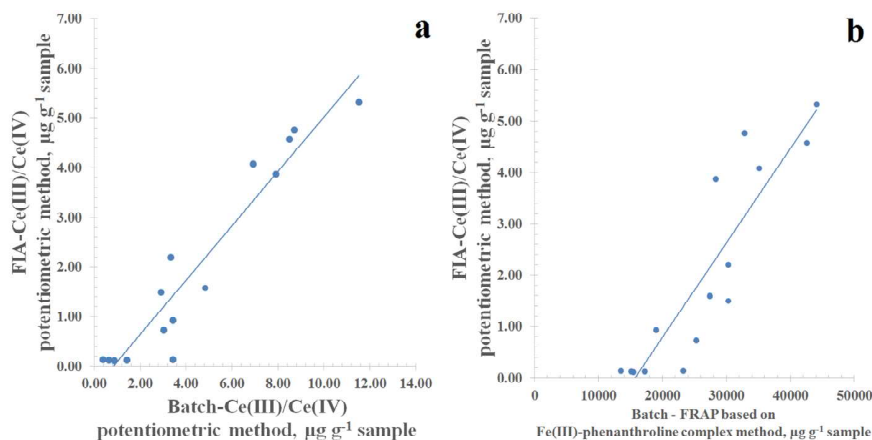 a
7.00
6.00
5.00
4.00
3.00
2.00
1.00
0.00
0.00 2.00 4.00 6.00 8.00 10.00 12.00 14.00
FIA-Ce(III)/Ce(IV)
potentiometric method, µg g⁻¹ sample
Batch-Ce(III)/Ce(IV)
potentiometric method, µg g⁻¹ sample
b
7.00
6.00
5.00
4.00
3.00
2.00
1.00
0.00
0 10000 20000 30000 40000 50000
FIA-Ce(III)/Ce(IV)
potentiometric method, µg g⁻¹ sample
Batch - FRAP based on
Fe(III)-phenanthroline complex method, µg g⁻¹ sample